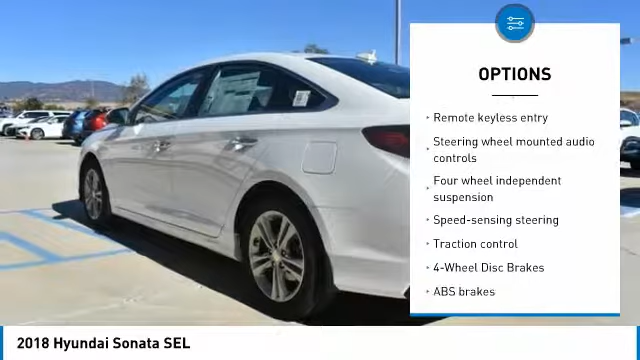 OPTIONS
Remote keyless entry
Steering wheel mounted audio
controls
Four wheel independent
suspension
Speed-sensing steering
Traction control
4-Wheel Disc Brakes
ABS brakes
2018 Hyundai Sonata SEL